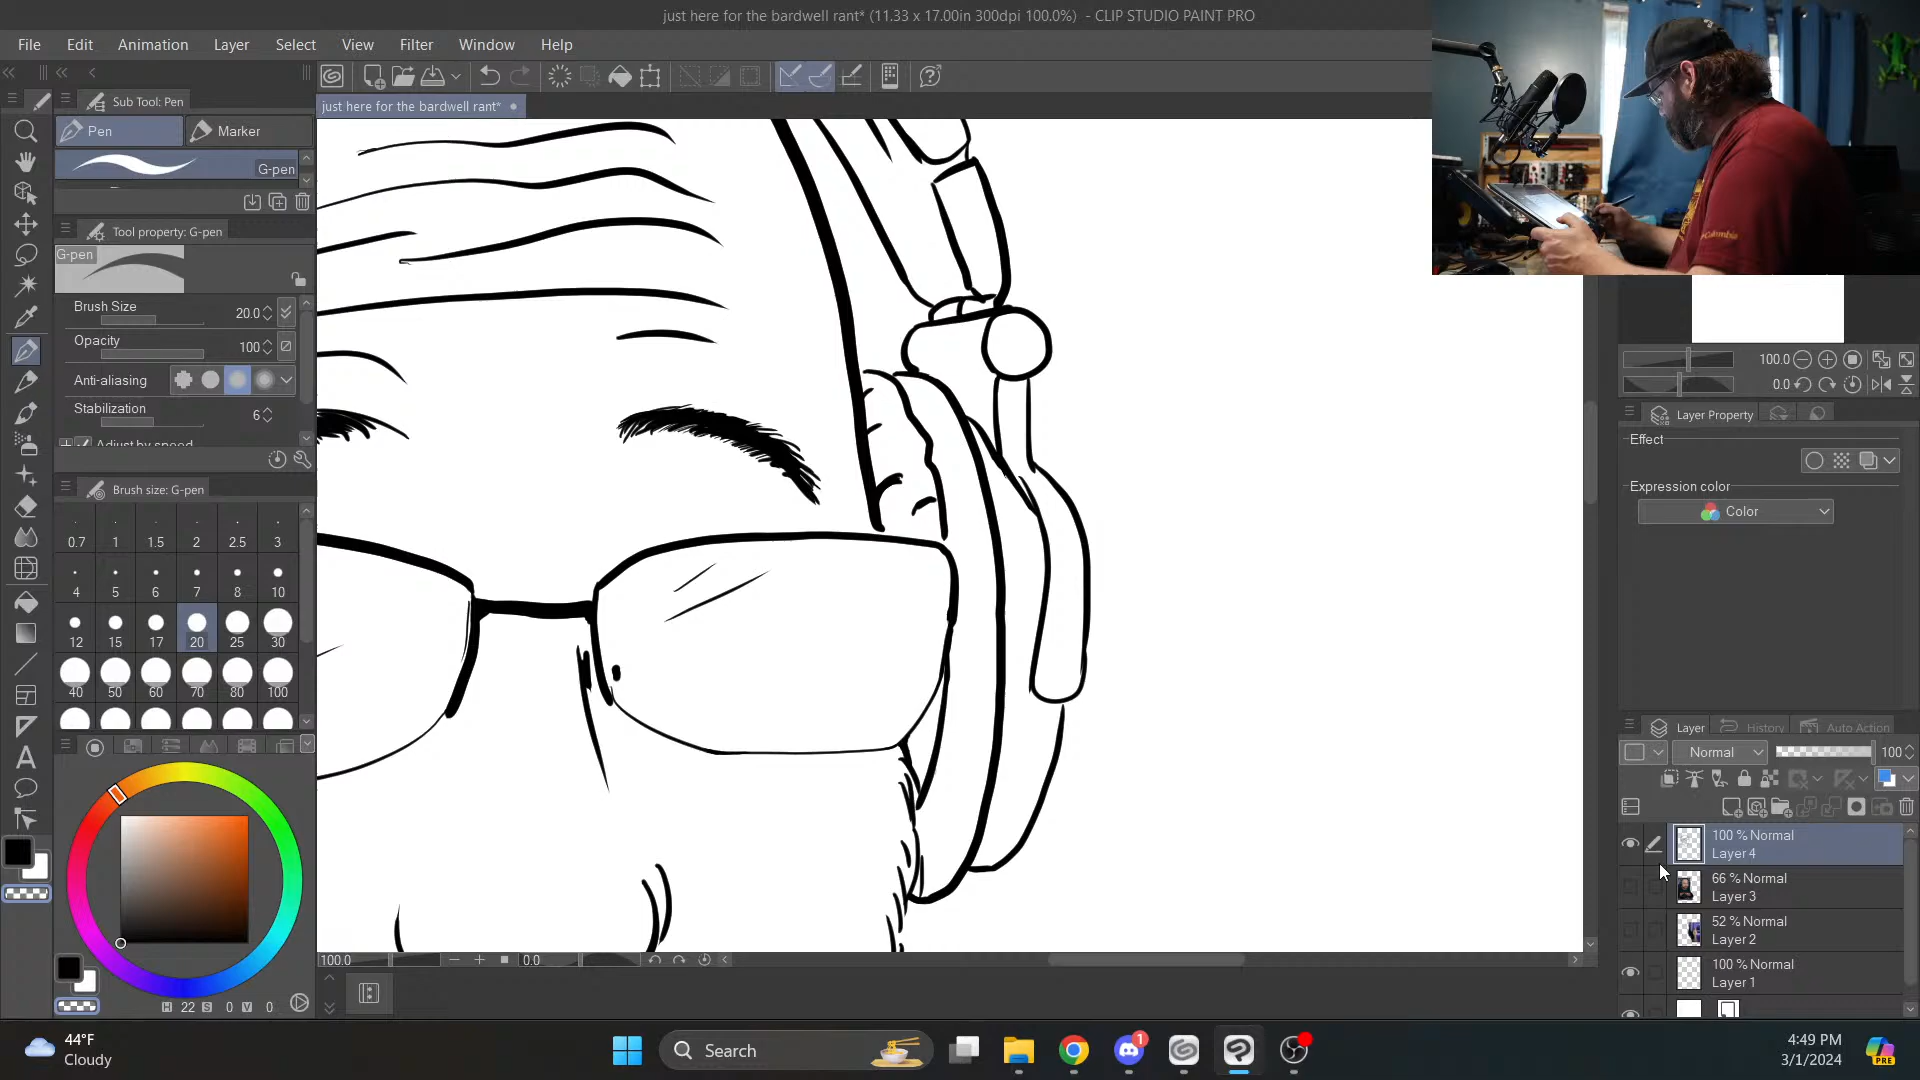 just here for the bardwell rant* (11.33 x 17.00in 300dpi 100.0%) - CLIP STUDIO PAINT PRO
File Edit Animation Layer Select View Filter Window Help
just here for the bardwell rant*
Sub Tool: Pen
Pen Marker
G-pen
Tool property: G-pen
G-pen
Brush Size 20.0
Opacity 100
Anti-aliasing
Stabilization 6
Adjust by speed
Brush size: G-pen
0.7 1 1.5 2 2.5 3
4 5 6 7 8 10
12 15 17 20 25 30
40 50 60 70 80 100
H 22 S 0 V 0
100.0 0.0
Columbia
100.0
0.0
Layer Property
Effect
Expression color
Color
Layer History Auto Action
Normal 100
100 % Normal
Layer 4
66 % Normal
Layer 3
52 % Normal
Layer 2
100 % Normal
Layer 1
44°F
Cloudy
Search
1
4:49 PM
3/1/2024
PRE